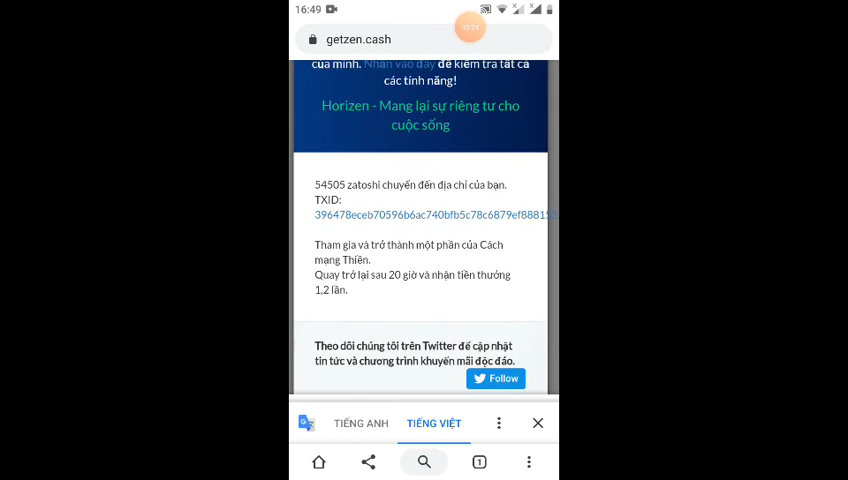 16:49
getzen.cash
của mình. Nhấn vào đây để kiểm tra tất cả
các tính năng!
Horizen - Mang lại sự riêng tư cho
cuộc sống
54505 zatoshi chuyển đến địa chỉ của bạn.
TXID:
396478eceb70596b6ac740bfb5c78c6879ef8881
Tham gia và trở thành một phần của Cách
mạng Thiền.
Quay trở lại sau 20 giờ và nhận tiền thưởng
1,2 lần.
Theo dõi chúng tôi trên Twitter để cập nhật
tin tức và chương trình khuyến mãi độc đáo.
Follow
TIẾNG ANH
TIẾNG VIỆT
1